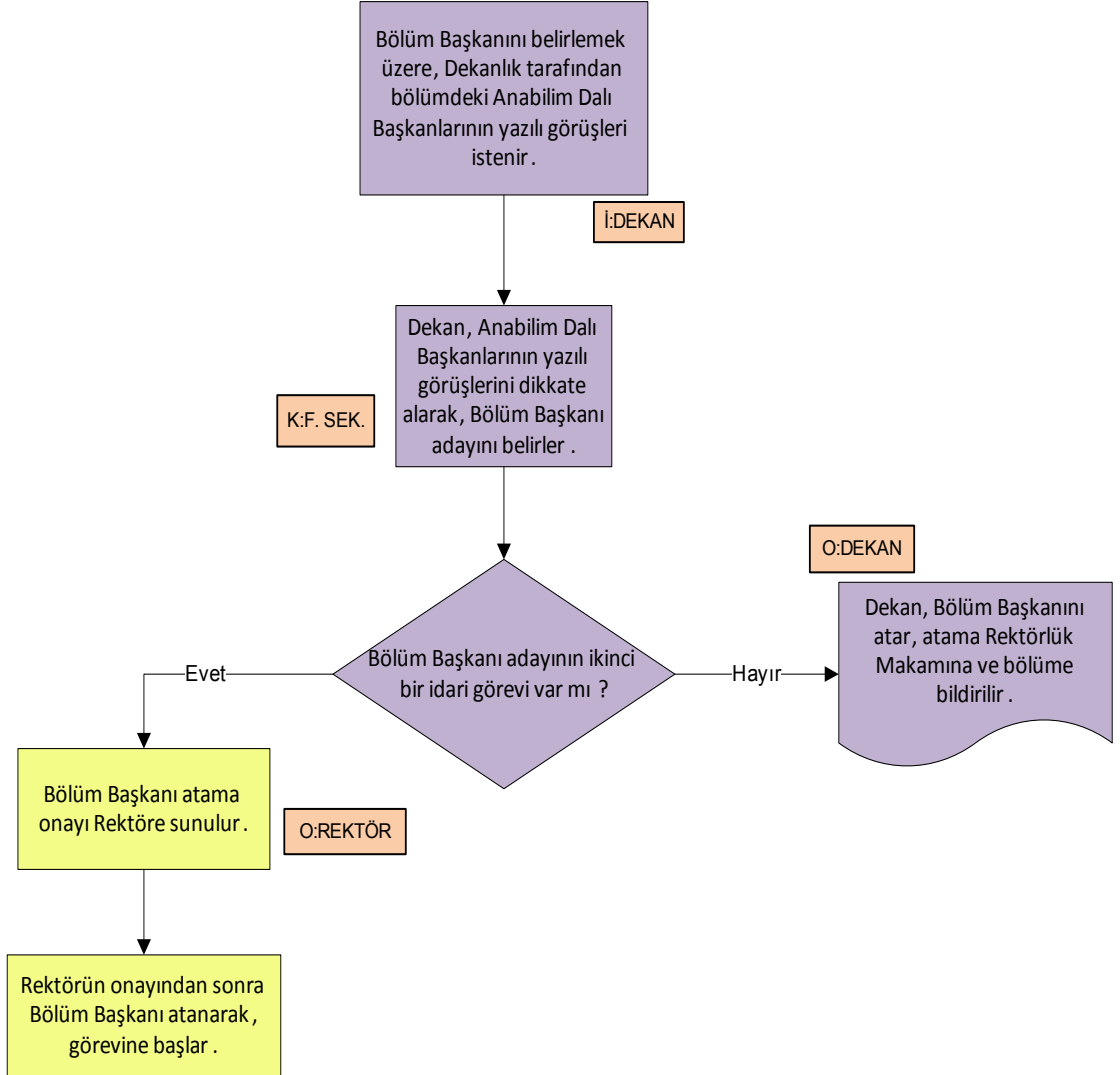 Bölüm Başkanını belirlemek
üzere, Dekanlık tarafından
bölümdeki Anabilim Dalı
Başkanlarının yazılı görüşleri
istenir .
İ:DEKAN
Dekan, Anabilim Dalı
Başkanlarının yazılı
görüşlerini dikkate
alarak, Bölüm Başkanı
adayını belirler .
K:F. SEK.
O:DEKAN
Bölüm Başkanı adayının ikinci
bir idari görevi var mı ?
Evet
Hayır
Dekan, Bölüm Başkanını
atar, atama Rektörlük
Makamına ve bölüme
bildirilir .
Bölüm Başkanı atama
onayı Rektöre sunulur .
O:REKTÖR
Rektörün onayından sonra
Bölüm Başkanı atanarak ,
görevine başlar .